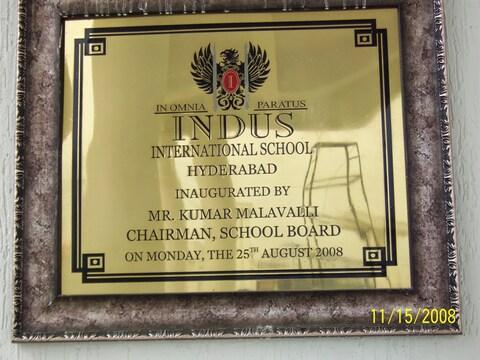 I
IN OMNIA PARATUS
INDUS
INTERNATIONAL SCHOOL
HYDERABAD
INAUGURATED BY
MR. KUMAR MALAVALLI
CHAIRMAN, SCHOOL BOARD
ON MONDAY, THE 25TH AUGUST 2008
11/15/2008